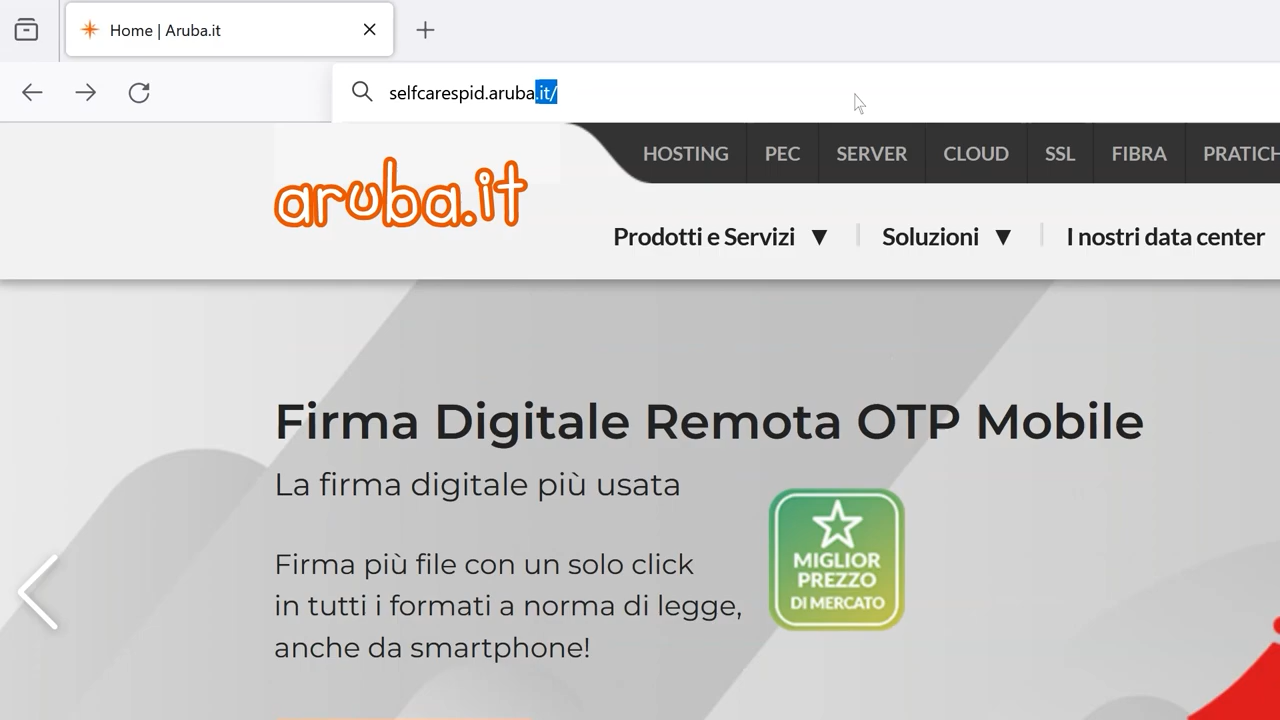 Home | Aruba.it
selfcarespid.aruba.it/
aruba.it
HOSTING PEC SERVER CLOUD SSL FIBRA PRATICH
Prodotti e Servizi ▼ Soluzioni ▼ I nostri data center
Firma Digitale Remota OTP Mobile
La firma digitale più usata
Firma più file con un solo click
in tutti i formati a norma di legge,
anche da smartphone!
MIGLIOR
PREZZO
DI MERCATO